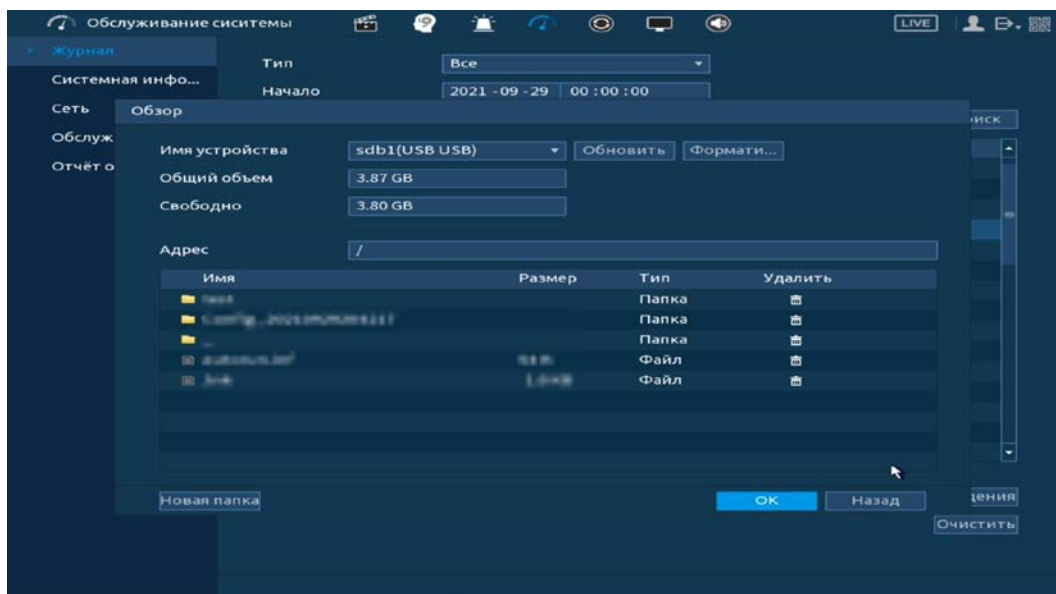 Обслуживание сиситемы
LIVE
Журнал
Системная инфо...
Сеть
Обслуж
Отчёт о
Тип
Все
Начало
2021 -09 -29 00 :00 :00
иск
Обзор
Имя устройства
sdb1(USB USB)
Обновить
Формати...
Общий объем
3.87 GB
Свободно
3.80 GB
Адрес
/
Имя Размер Тип Удалить
Папка
Папка
Папка
Файл
Файл
Новая папка
OK
Назад
дения
Очистить